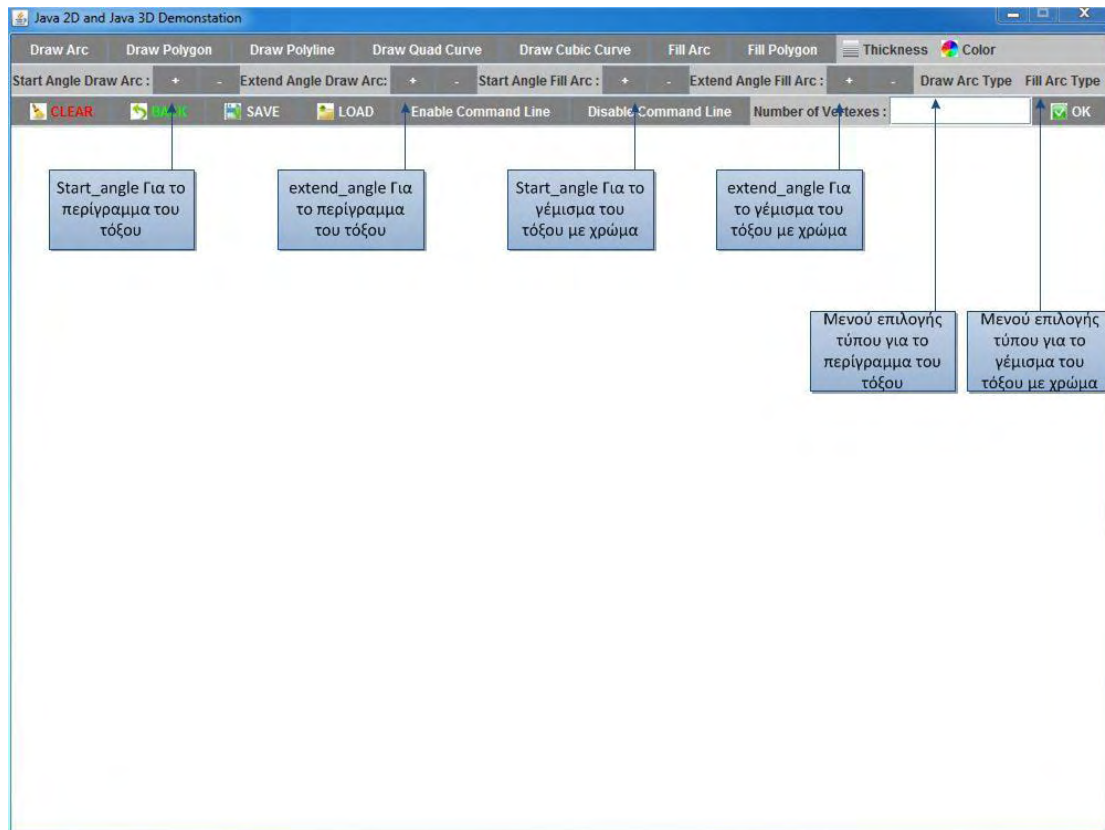 Java 2D and Java 3D Demonstation
Draw Arc Draw Polygon Draw Polyline Draw Quad Curve Draw Cubic Curve Fill Arc Fill Polygon Thickness Color
Start Angle Draw Arc : + - Extend Angle Draw Arc: + - Start Angle Fill Arc : + - Extend Angle Fill Arc : + - Draw Arc Type Fill Arc Type
CLEAR BACK SAVE LOAD Enable Command Line Disable Command Line Number of Vertexes : OK
Start_angle Για το
περίγραμμα του
τόξου
extend_angle Για
το περίγραμμα
του τόξου
Start_angle Για το
γέμισμα του
τόξου με χρώμα
extend_angle Για
το γέμισμα του
τόξου με χρώμα
Μενού επιλογής
τύπου για το
περίγραμμα του
τόξου
Μενού επιλογής
τύπου για το
γέμισμα του
τόξου με χρώμα